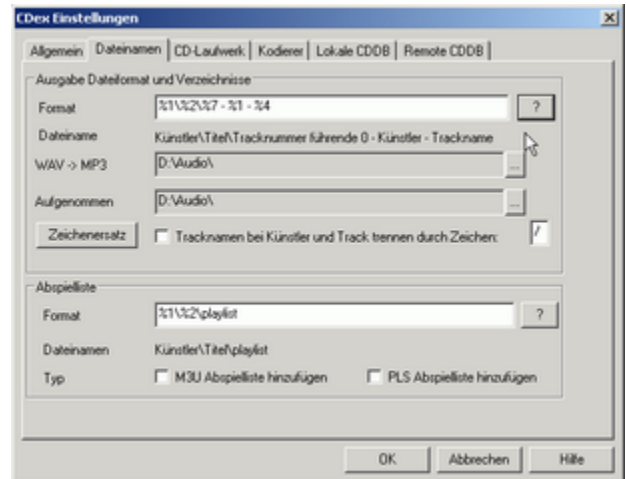 CDex Einstellungen
Allgemein Dateinamen CD-Laufwerk Kodierer Lokale CDDB Remote CDDB
Ausgabe Dateiformat und Verzeichnisse
Format %1\%2\%7 - %1 - %4 ?
Dateiname Künstler\Titel\Tracknummer führende 0 - Künstler - Trackname
WAV -> MP3 D:\Audio\ ...
Aufgenommen D:\Audio\ ...
Zeichenersatz Tracknamen bei Künstler und Track trennen durch Zeichen: /
Abspielliste
Format %1\%2\playlist ?
Dateinamen Künstler\Titel\playlist
Typ M3U Abspielliste hinzufügen PLS Abspielliste hinzufügen
OK Abbrechen Hilfe